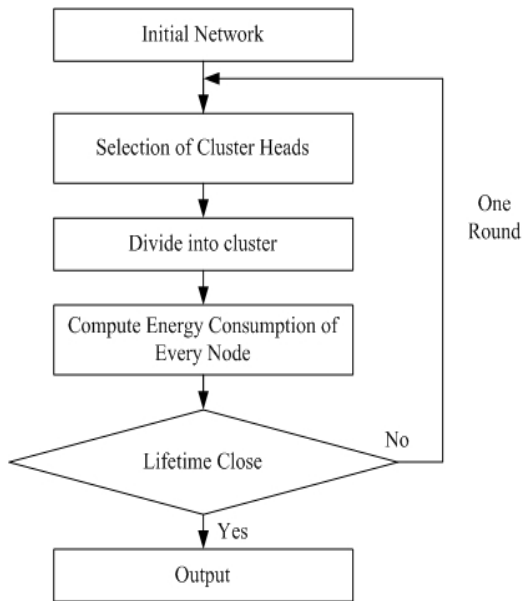 Initial Network
Selection of Cluster Heads
One
Round
Divide into cluster
Compute Energy Consumption of
Every Node
No
Lifetime Close
Yes
Output